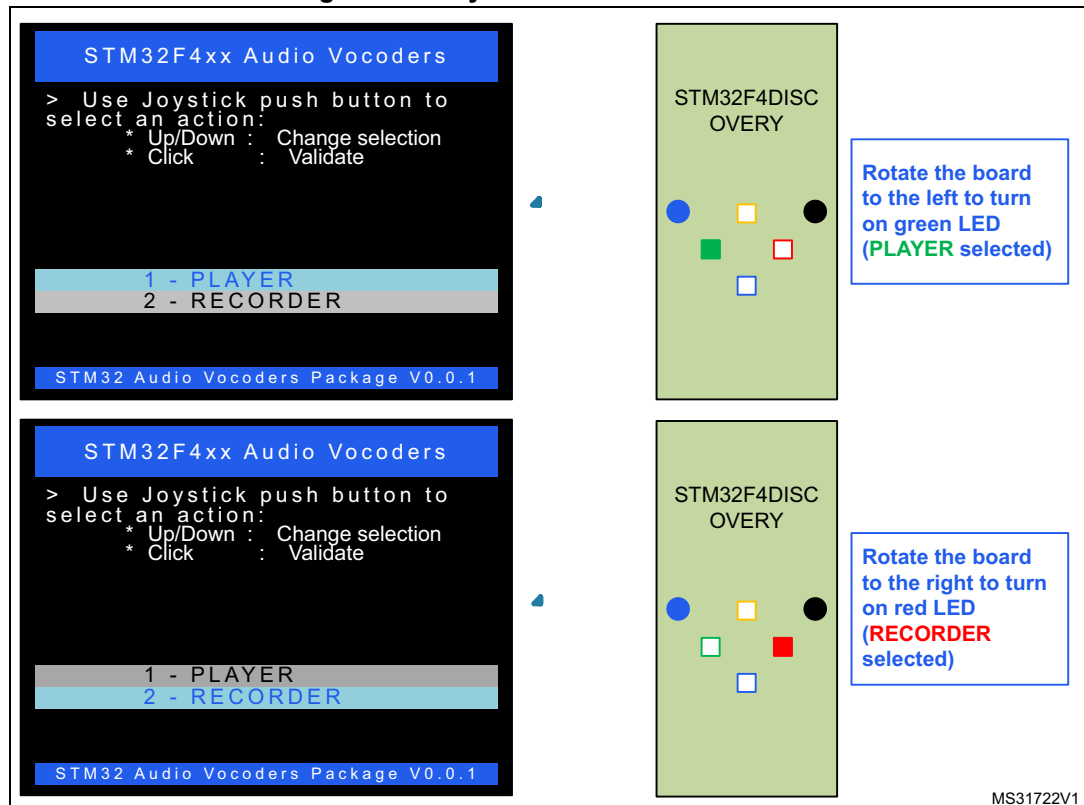 STM32F4xx Audio Vocoders
> Use Joystick push button to
select an action:
* Up/Down : Change selection
* Click : Validate
1 - PLAYER
2 - RECORDER
STM32 Audio Vocoders Package V0.0.1
STM32F4DISC
OVERY
Rotate the board
to the left to turn
on green LED
(PLAYER selected)
STM32F4xx Audio Vocoders
> Use Joystick push button to
select an action:
* Up/Down : Change selection
* Click : Validate
1 - PLAYER
2 - RECORDER
STM32 Audio Vocoders Package V0.0.1
STM32F4DISC
OVERY
Rotate the board
to the right to turn
on red LED
(RECORDER
selected)
MS31722V1